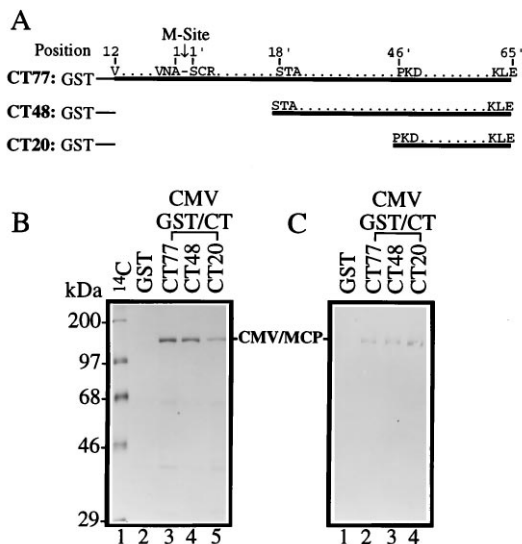 A
M-Site
Position 12 1↓1' 18' 46' 65'
V.....VNA-SCR.........STA..............PKD........KLE
CT77: GST
STA..........................KLE
CT48: GST
PKD........KLE
CT20: GST
B
CMV
GST/CT
14C
GST
CT77
CT48
CT20
kDa
200
97
68
46
29
1 2 3 4 5
-CMV/MCP-
C
CMV
GST/CT
GST
CT77
CT48
CT20
1 2 3 4